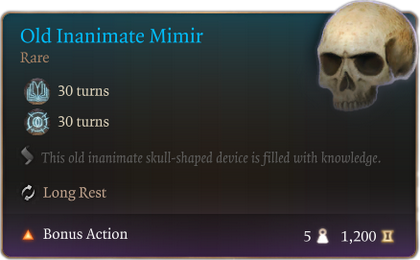 Old Inanimate Mimir
Rare
30 turns
30 turns
This old inanimate skull-shaped device is filled with knowledge.
Long Rest
Bonus Action 5 1,200